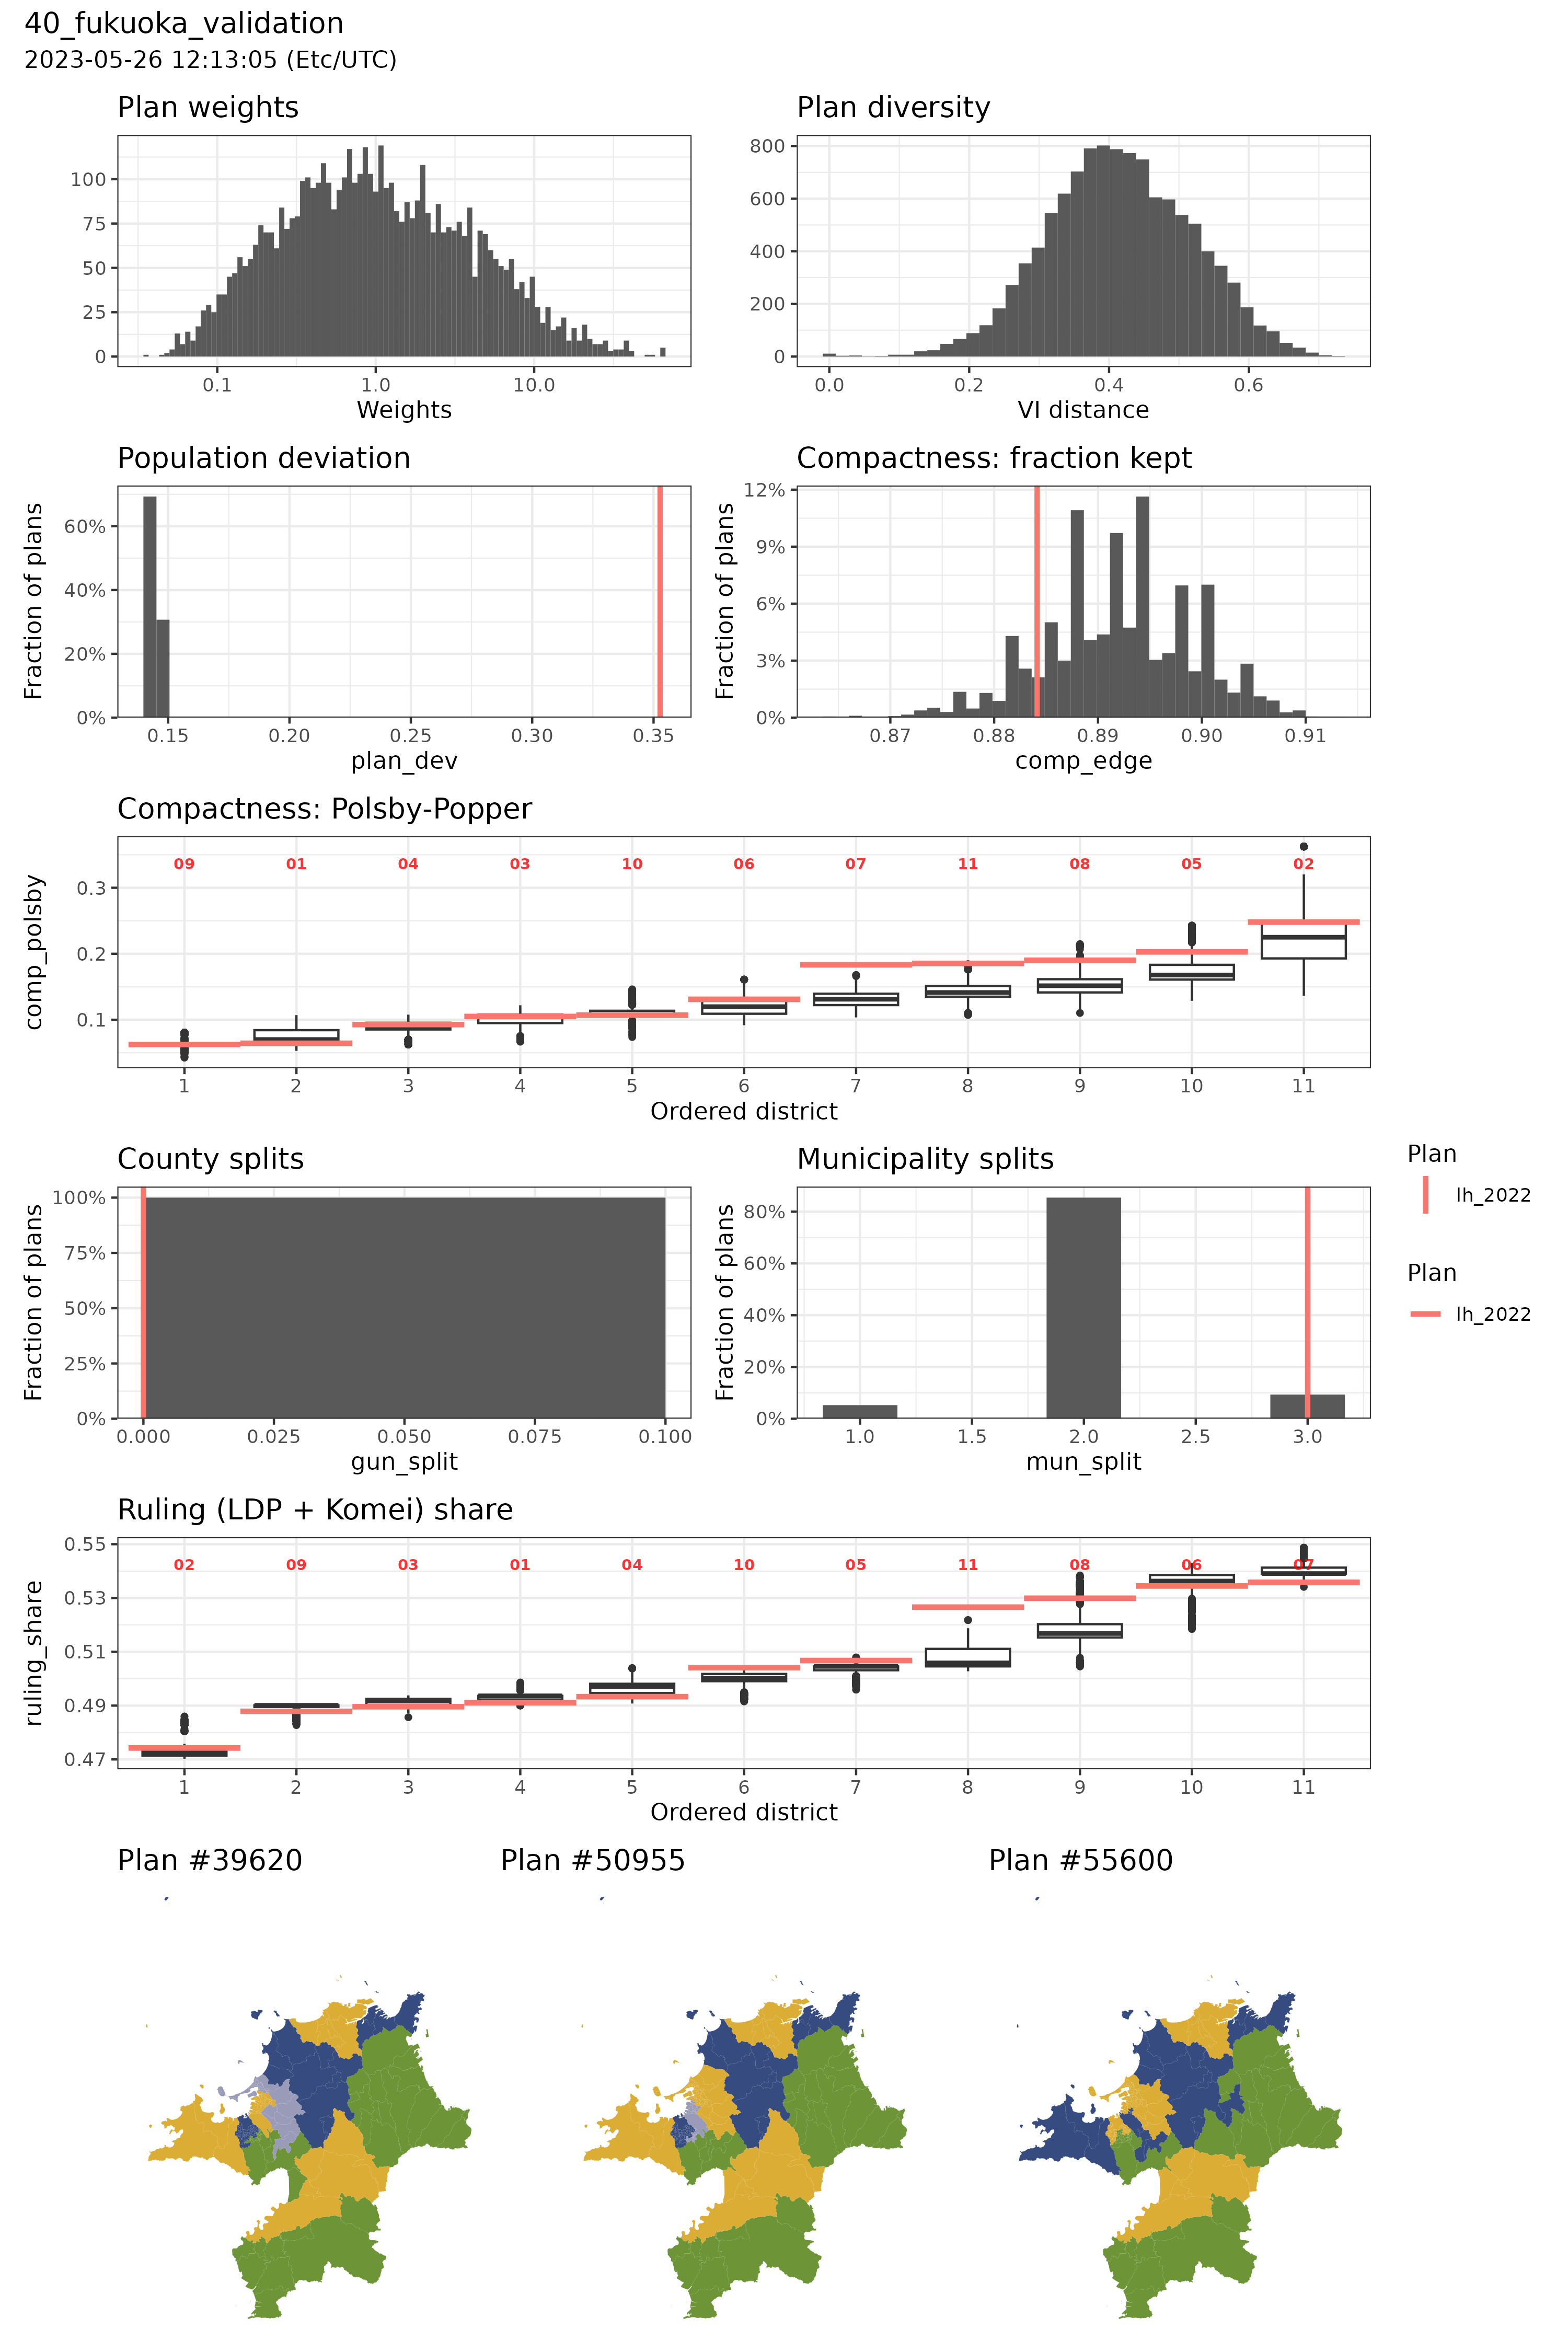 40_fukuoka_validation
2023-05-26 12:13:05 (Etc/UTC)
Plan weights
100
75
50
25
0
0.1 1.0 10.0
Weights
Plan diversity
800
600
400
200
0
0.0 0.2 0.4 0.6
VI distance
Population deviation
Fraction of plans
60%
40%
20%
0%
0.15 0.20 0.25 0.30 0.35
plan_dev
Compactness: fraction kept
Fraction of plans
12%
9%
6%
3%
0%
0.87 0.88 0.89 0.90 0.91
comp_edge
Compactness: Polsby-Popper
comp_polsby
09 01 04 03 10 06 07 11 08 05 02
0.3
0.2
0.1
1 2 3 4 5 6 7 8 9 10 11
Ordered district
County splits
Fraction of plans
100%
75%
50%
25%
0%
0.000 0.025 0.050 0.075 0.100
gun_split
Municipality splits
Fraction of plans
80%
60%
40%
20%
0%
1.0 1.5 2.0 2.5 3.0
mun_split
Plan
lh_2022
Plan
lh_2022
Ruling (LDP + Komei) share
ruling_share
02 09 03 01 04 10 05 11 08 06 07
0.55
0.53
0.51
0.49
0.47
1 2 3 4 5 6 7 8 9 10 11
Ordered district
Plan #39620
Plan #50955
Plan #55600